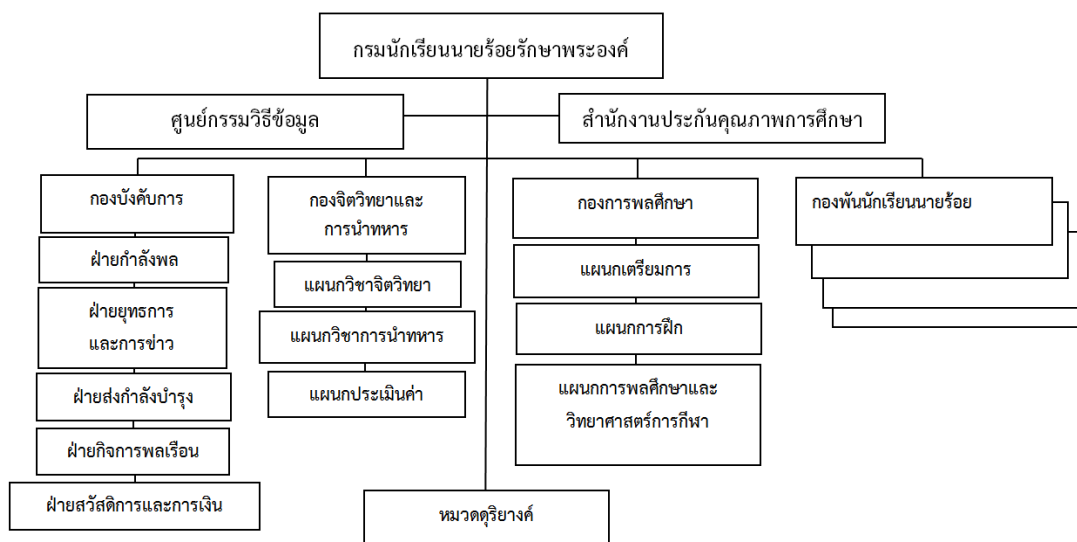 กรมนักเรียนนายร้อยรักษาพระองค์
ศูนย์กรรมวิธีข้อมูล
สำนักงานประกันคุณภาพการศึกษา
กองบังคับการ
ฝ่ายกำลังพล
ฝ่ายยุทธการ
และการข่าว
ฝ่ายส่งกำลังบำรุง
ฝ่ายกิจการพลเรือน
ฝ่ายสวัสดิการและการเงิน
กองจิตวิทยาและ
การนำทหาร
แผนกวิชาจิตวิทยา
แผนกวิชาการนำทหาร
แผนกประเมินค่า
กองการพลศึกษา
แผนกเตรียมการ
แผนกการฝึก
แผนกการพลศึกษาและ
วิทยาศาสตร์การกีฬา
กองพันนักเรียนนายร้อย
หมวดดุริยางค์